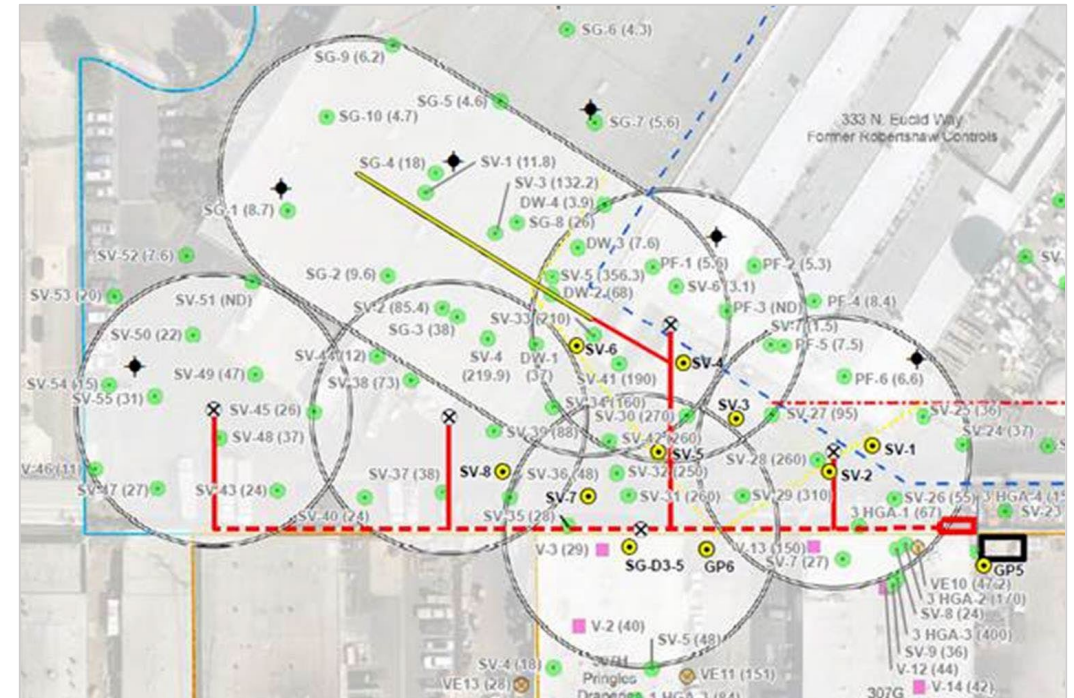 SG-6 (4.3)
SG-9 (6.2)
SG-5 (4.6)
SG-10 (4.7)
SG-7 (5.6)
333 N. Euclid Way
Former Robertshaw Controls
SG-4 (18)
SV-1 (11.8)
SV-3 (132.2)
DW-4 (3.9)
SG-1 (8.7)
SG-8 (26)
DW-3 (7.6)
SV-52 (7.6)
PF-1 (5.6)
PF-2 (5.3)
SV-
SG-2 (9.6)
SV-5 (356.3)
SV-6 (3.1)
SV-53 (20)
SV-51 (ND)
DW-2 (68)
PF-3 (ND)
PF-4 (8.4)
SV-2 (85.4)
SV-33 (210)
SV-7 (1.5)
SG-3 (38)
SV-50 (22)
SV-6
PF-5 (7.5)
SV-44 (12)
SV-4
(219.9)
DW-1
(37)
SV-4
SV-49 (47)
SV-38 (73)
SV-41 (190)
PF-6 (6.6)
SV-54 (15)
SV-55 (31)
SV-34 (160)
SV-3
SV-45 (26)
SV-30 (270)
SV-27 (95)
SV-25 (36)
SV-48 (37)
SV-39 (88)
SV-42 (260)
SV-24 (37)
SV-5
SV-1
SV-28 (260)
V-46 (11)
SV-37 (38)
SV-8
SV-36 (48)
SV-32 (250)
SV-2
SV-47 (27)
SV-43 (24)
SV-7
SV-31 (260)
SV-29 (310)
SV-26 (55)
3 HGA-4 (15
SV-40 (24)
SV-35 (28)
3 HGA-1 (67)
SV-23
V-3 (29)
V-13 (150)
SG-D3-5
GP6
SV-7 (27)
GP5
VE10 (47.2)
3 HGA-2 (170)
SV-8 (24)
V-2 (40)
3 HGA-3 (400)
SV-5 (48)
SV-9 (36)
SV-4 (18)
307H
Pringles
Draperies
VE11 (151)
V-12 (44)
VE13 (28)
1 HGA-3 (84)
307G
V-14 (42)